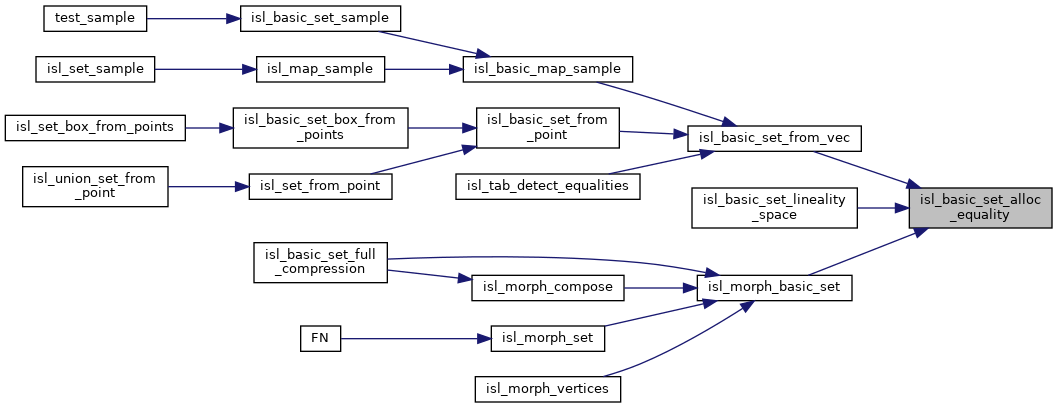 test_sample
isl_basic_set_sample
isl_set_sample
isl_map_sample
isl_basic_map_sample
isl_set_box_from_points
isl_basic_set_box_from
_points
isl_basic_set_from
_point
isl_basic_set_from_vec
isl_union_set_from
_point
isl_set_from_point
isl_tab_detect_equalities
isl_basic_set_lineality
_space
isl_basic_set_alloc
_equality
isl_basic_set_full
_compression
isl_morph_compose
isl_morph_basic_set
FN
isl_morph_set
isl_morph_vertices